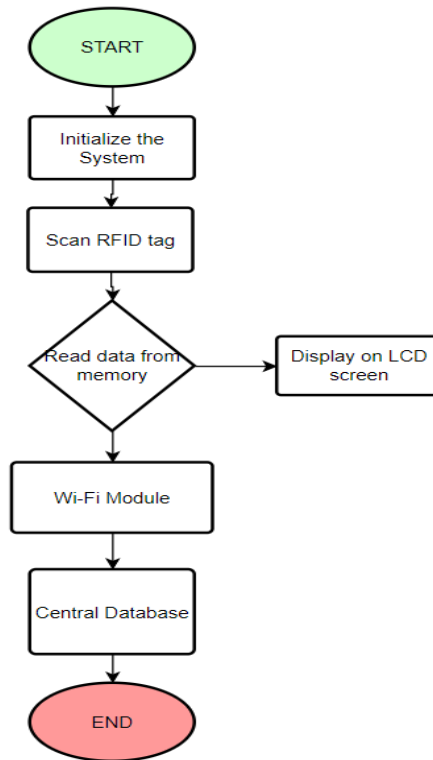 START
Initialize the
System
Scan RFID tag
Read data from
memory
Display on LCD
screen
Wi-Fi Module
Central Database
END